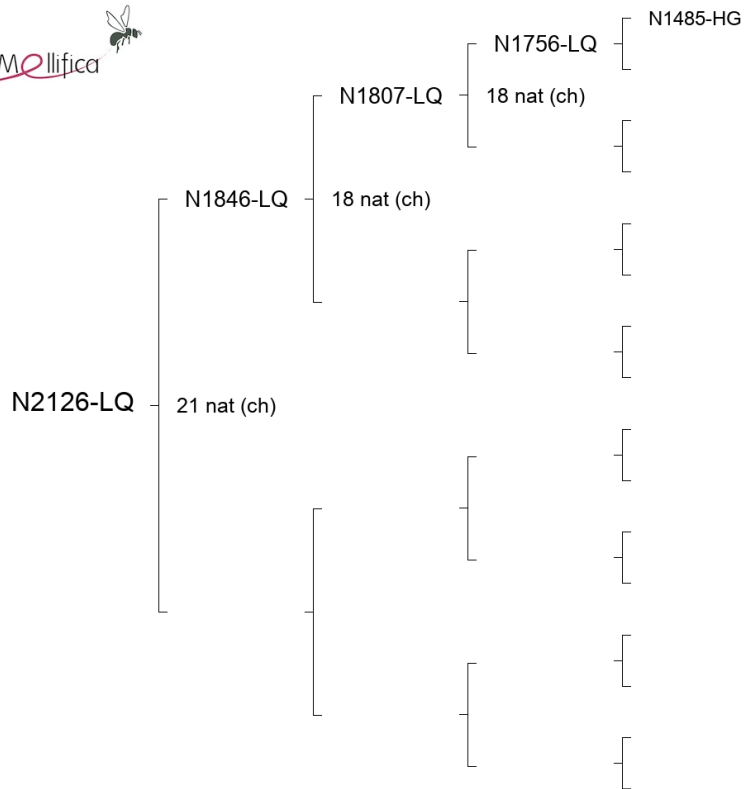 Mellifica
N1485-HG
N1756-LQ
N1807-LQ
18 nat (ch)
N1846-LQ
18 nat (ch)
N2126-LQ
21 nat (ch)